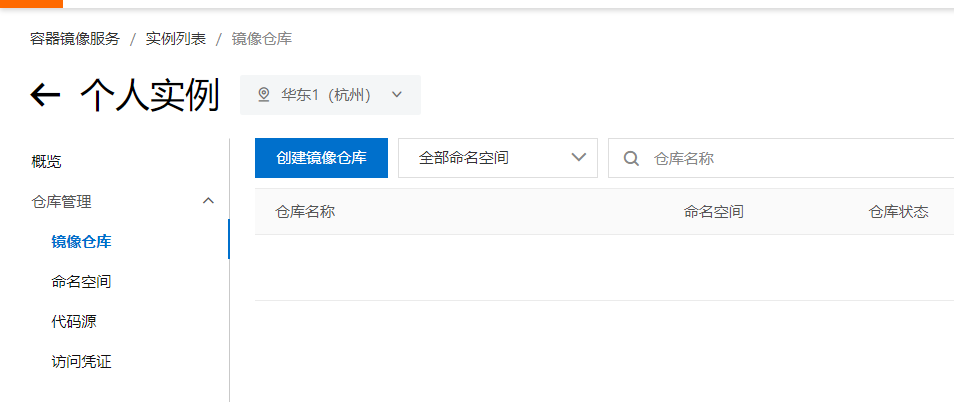 容器镜像服务 / 实例列表 / 镜像仓库
个人实例 华东1（杭州）
概览
仓库管理
镜像仓库
命名空间
代码源
访问凭证
创建镜像仓库 全部命名空间 仓库名称
仓库名称 命名空间 仓库状态